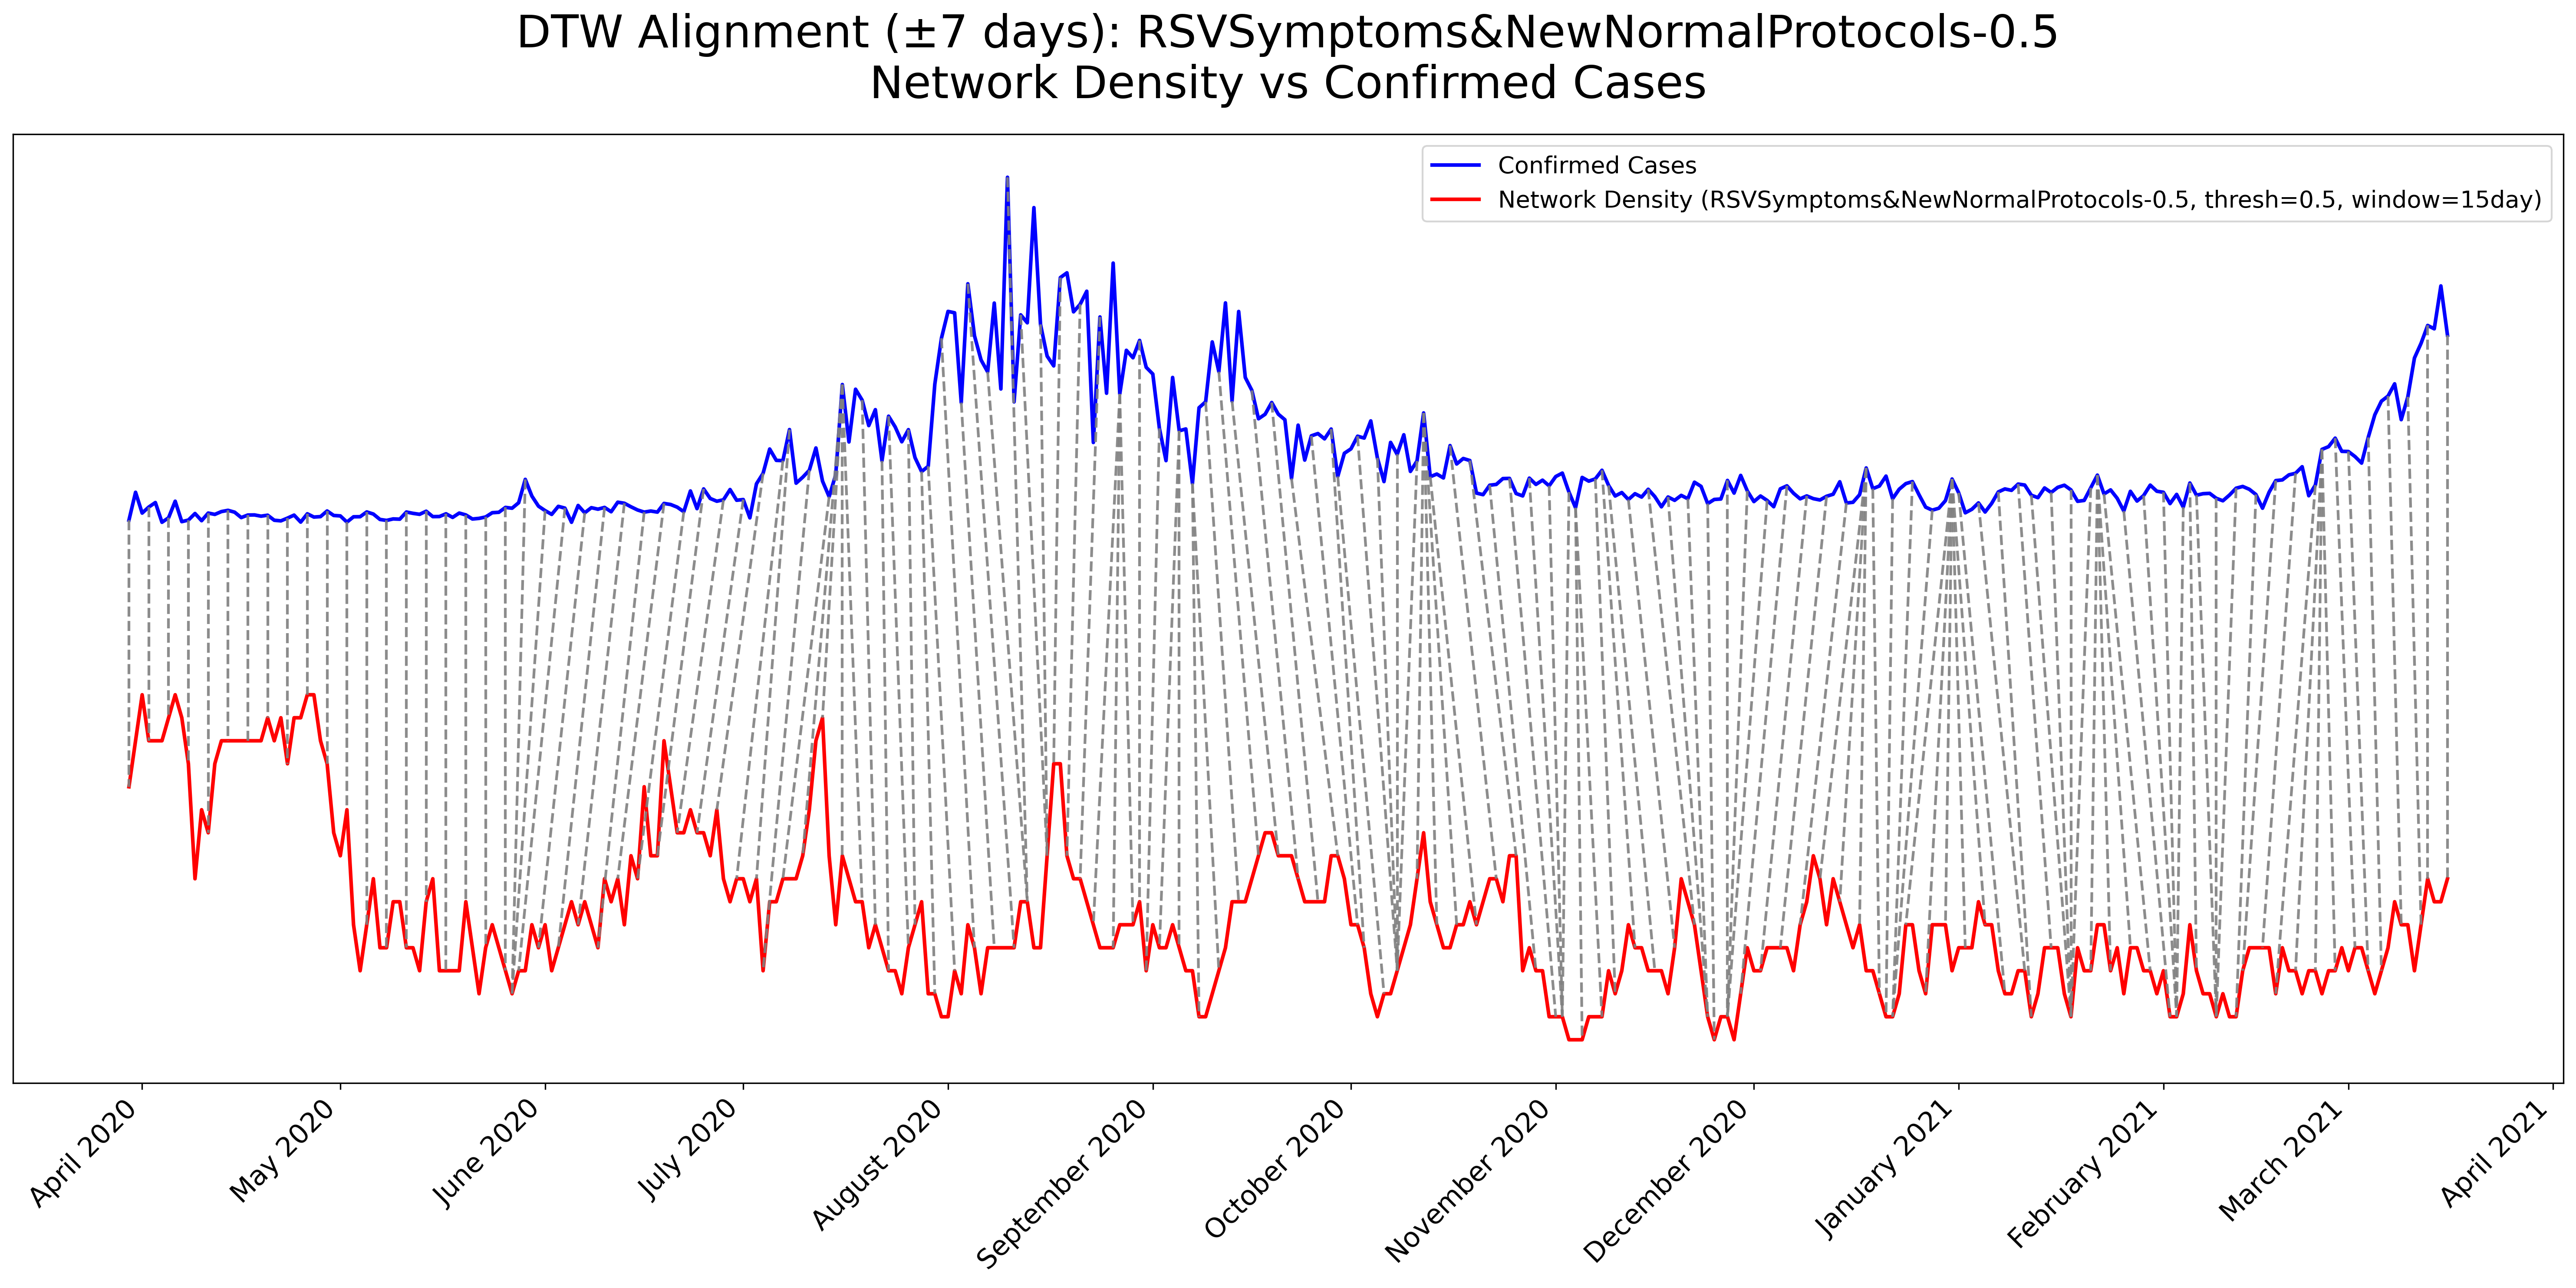 DTW Alignment (±7 days): RSVSymptoms&NewNormalProtocols-0.5
Network Density vs Confirmed Cases
Confirmed Cases
Network Density (RSVSymptoms&NewNormalProtocols-0.5, thresh=0.5, window=15day)
April 2020
May 2020
June 2020
July 2020
August 2020
September 2020
October 2020
November 2020
December 2020
January 2021
February 2021
March 2021
April 2021